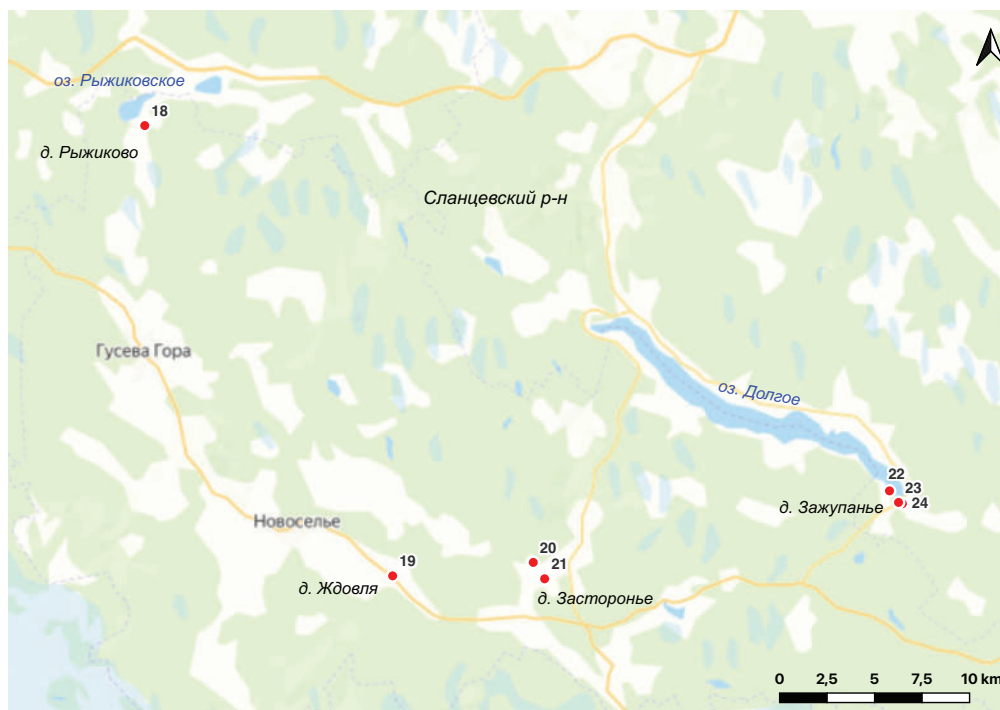 оз. Рыжиковское
18
д. Рыжиково
Сланцевский р-н
Гусева Гора
оз. Долгое
22
23
24
д. Зажупанье
Новоселье
19
20
21
д. Ждовля
д. Засторонье
0 2,5 5 7,5 10 km